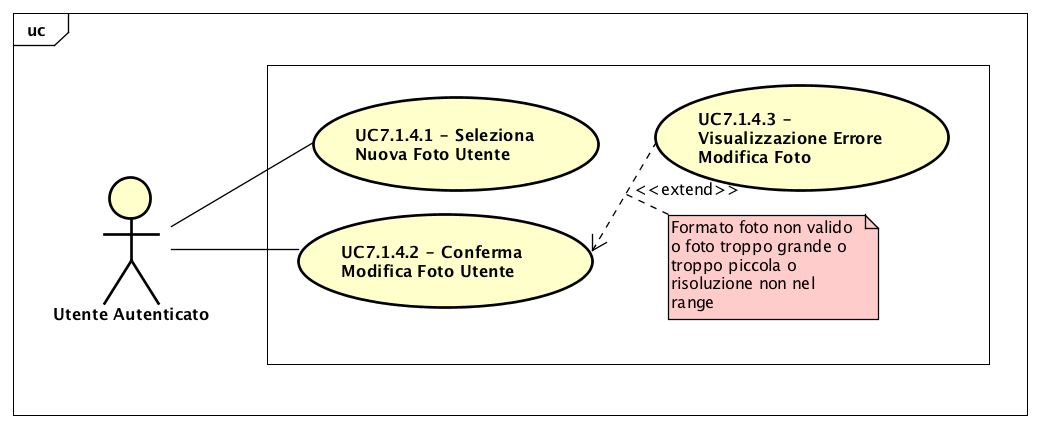 uc
UC7.1.4.1 - Seleziona
Nuova Foto Utente
UC7.1.4.3 -
Visualizzazione Errore
Modifica Foto
<<extend>>
UC7.1.4.2 - Conferma
Modifica Foto Utente
Formato foto non valido
o foto troppo grande o
troppo piccola o
risoluzione non nel
range
Utente Autenticato